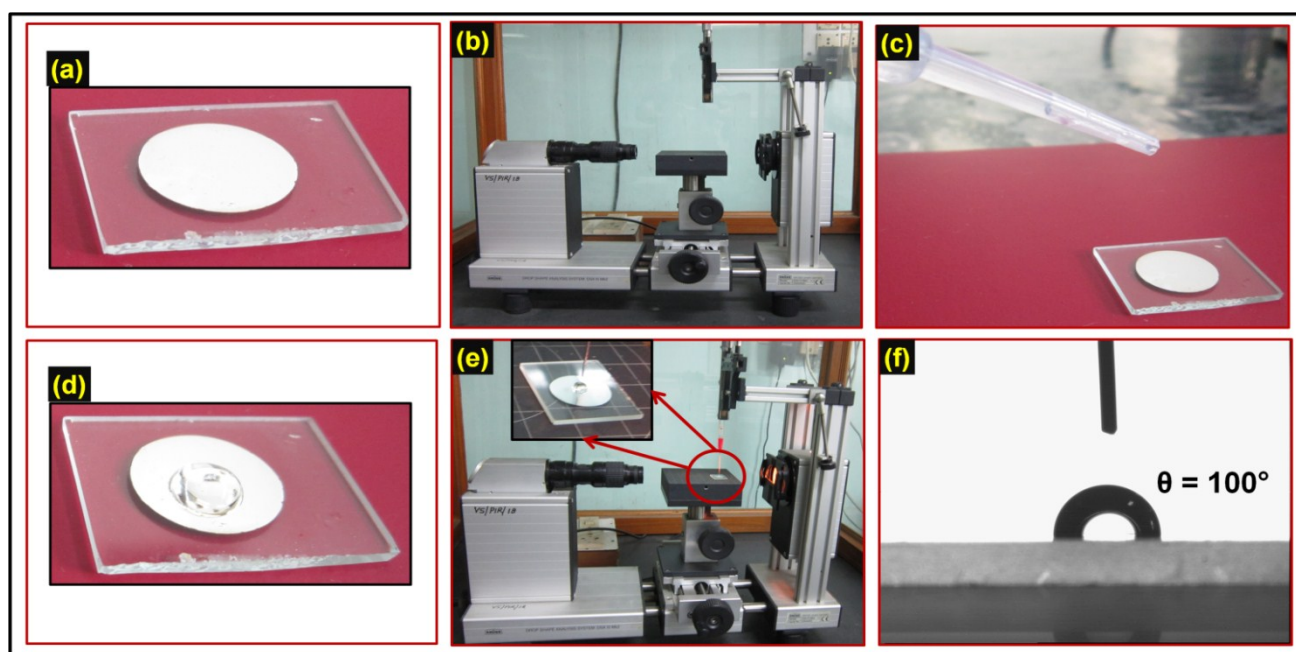 (a)
(b)
VS/PIR/18
(c)
(d)
(e)
VS/PIR/18
(f)
θ = 100°